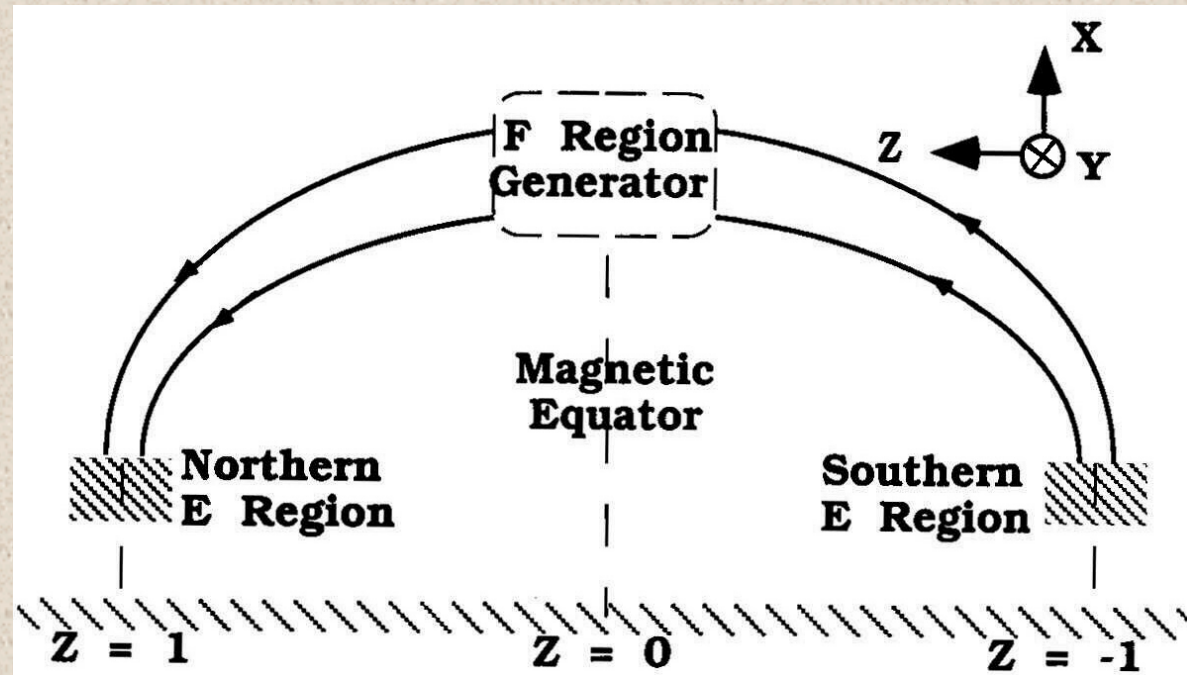 X
Z
Y
F Region
Generator
Magnetic
Equator
Northern
E Region
Southern
E Region
Z = 1
Z = 0
Z = -1